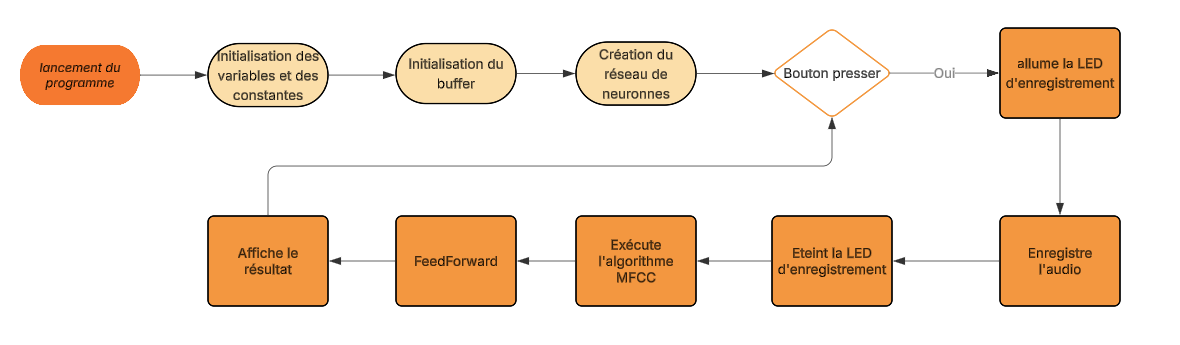 lancement du
programme
Initialisation des
variables et des
constantes
Initialisation du
buffer
Création du
réseau de
neuronnes
Bouton presser
Oui
allume la LED
d'enregistrement
Enregistre
l'audio
Eteint la LED
d'enregistrement
Exécute
l'algorithme
MFCC
FeedForward
Affiche le
résultat